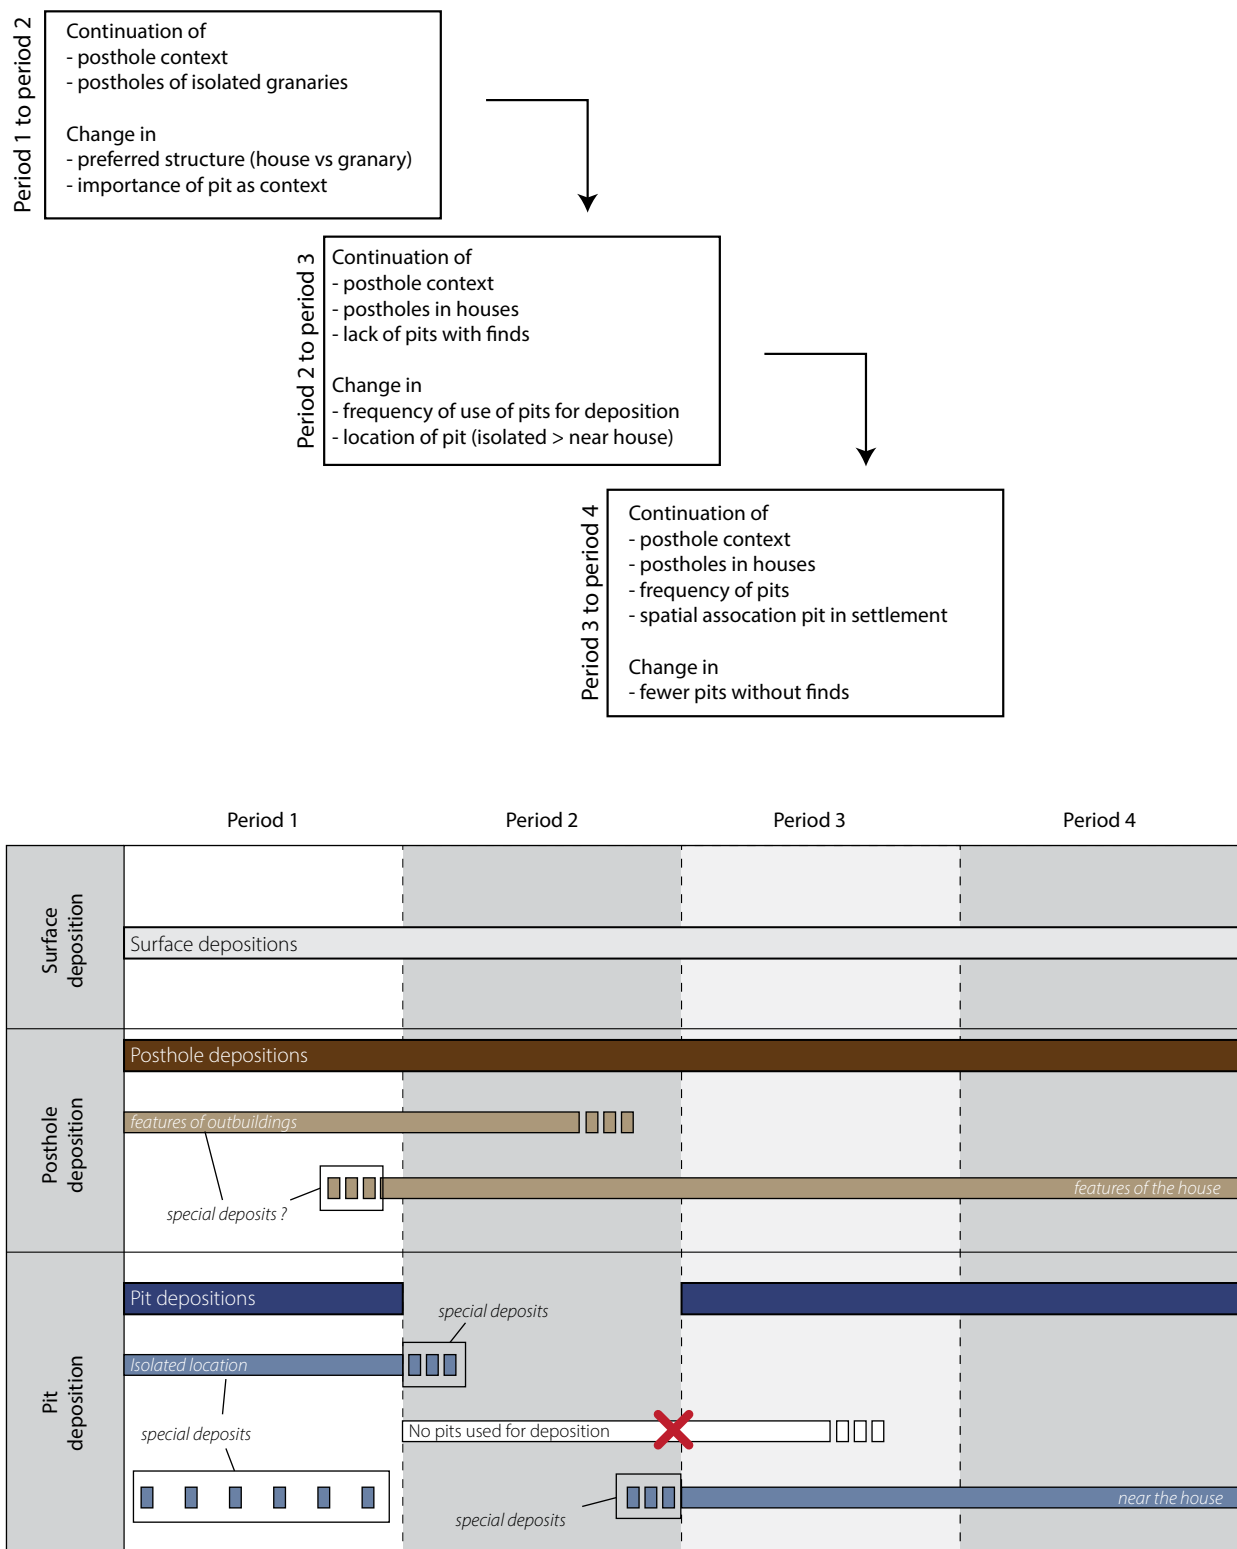 Period 1 to period 2
Continuation of
- posthole context
- postholes of isolated granaries
Change in
- preferred structure (house vs granary)
- importance of pit as context
Period 2 to period 3
Continuation of
- posthole context
- postholes in houses
- lack of pits with finds
Change in
- frequency of use of pits for deposition
- location of pit (isolated > near house)
Period 3 to period 4
Continuation of
- posthole context
- postholes in houses
- frequency of pits
- spatial assocation pit in settlement
Change in
- fewer pits without finds
Period 1
Period 2
Period 3
Period 4
Surface
deposition
Surface depositions
Posthole
deposition
Posthole depositions
features of outbuildings
features of the house
special deposits ?
Pit
deposition
Pit depositions
special deposits
Isolated location
No pits used for deposition
special deposits
near the house
special deposits